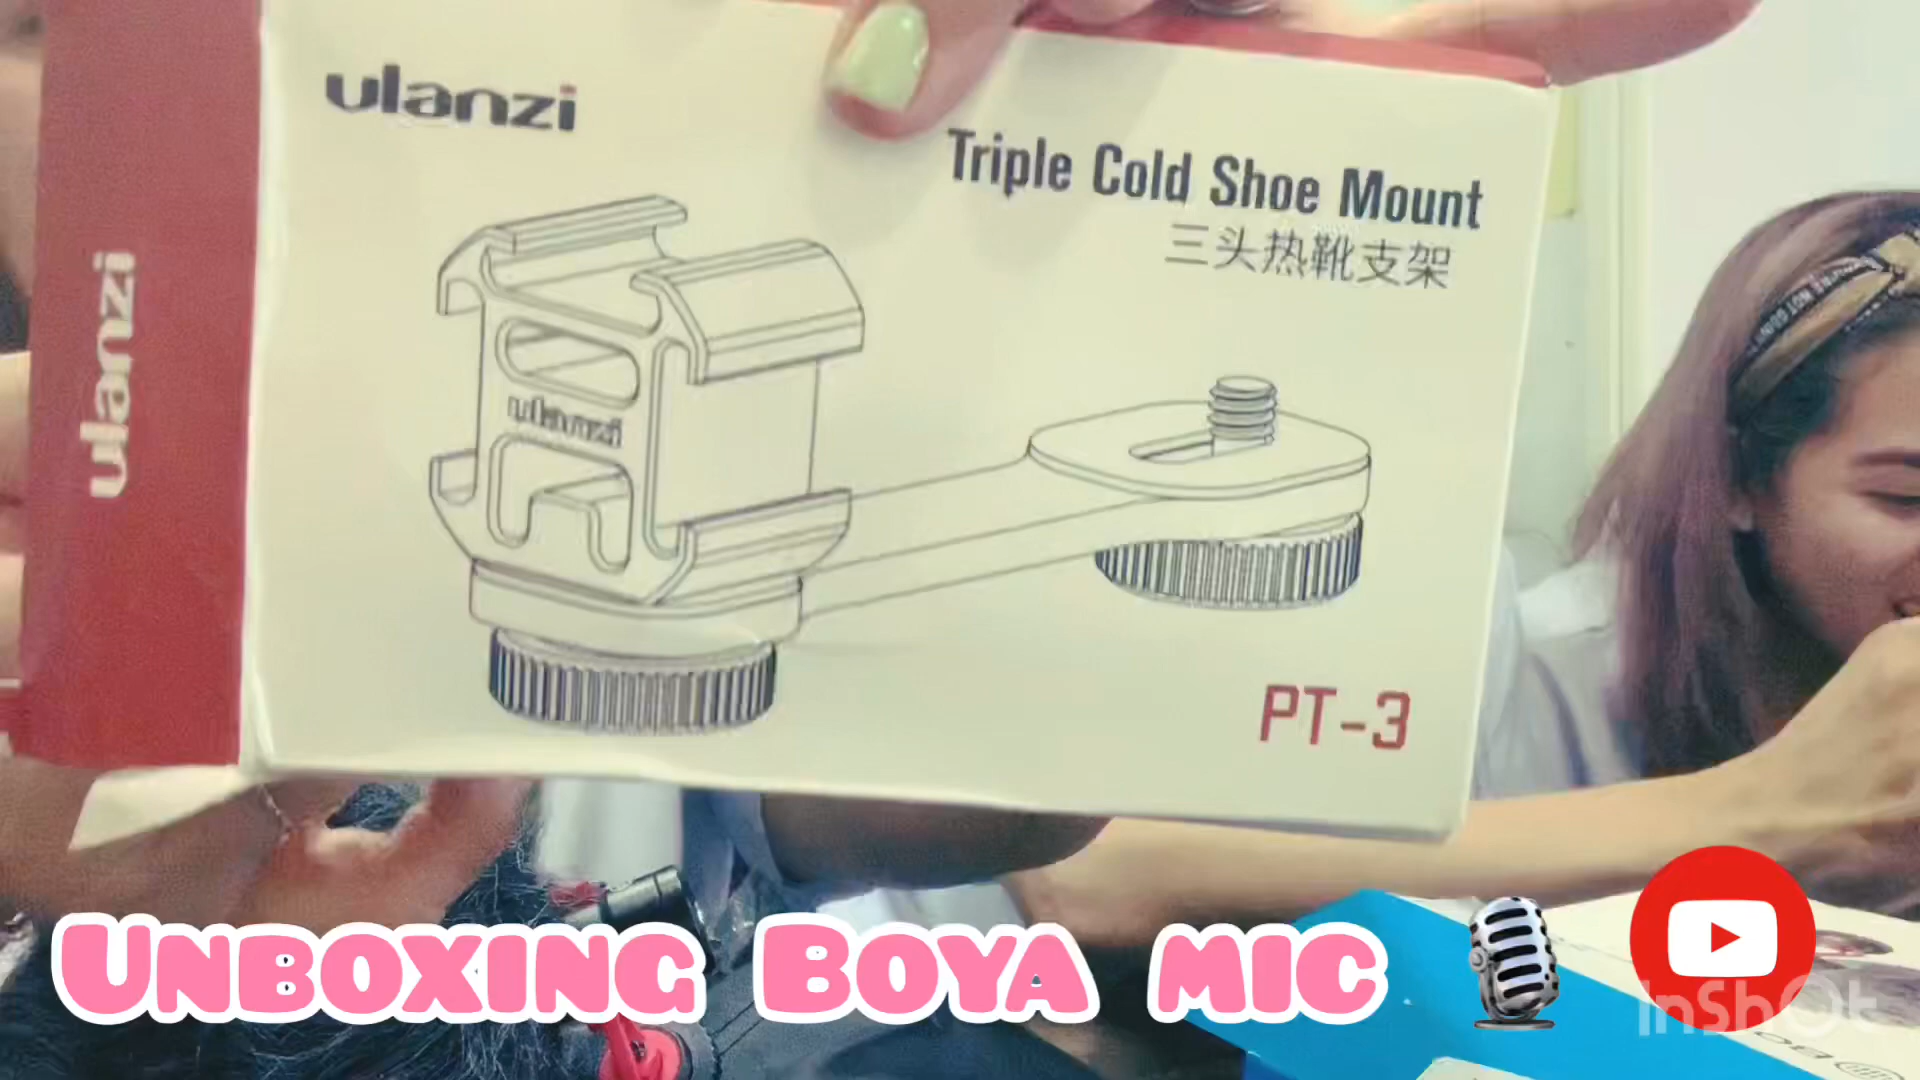 ulanzi
ulanzi
Triple Cold Shoe Mount
三头热靴支架
ulanzi
PT-3
UNBOXING BOYA MIC
InShOt